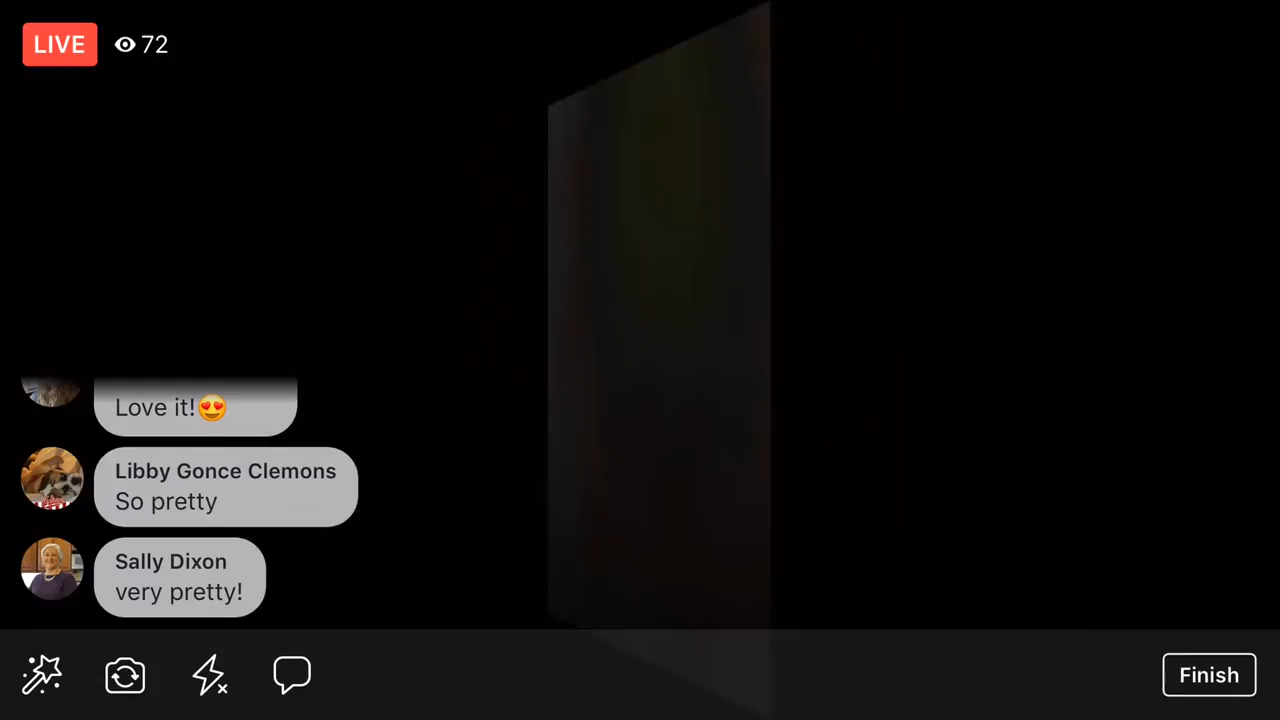 LIVE 72
Love it!😍
Libby Gonce Clemons
So pretty
Sally Dixon
very pretty!
Finish